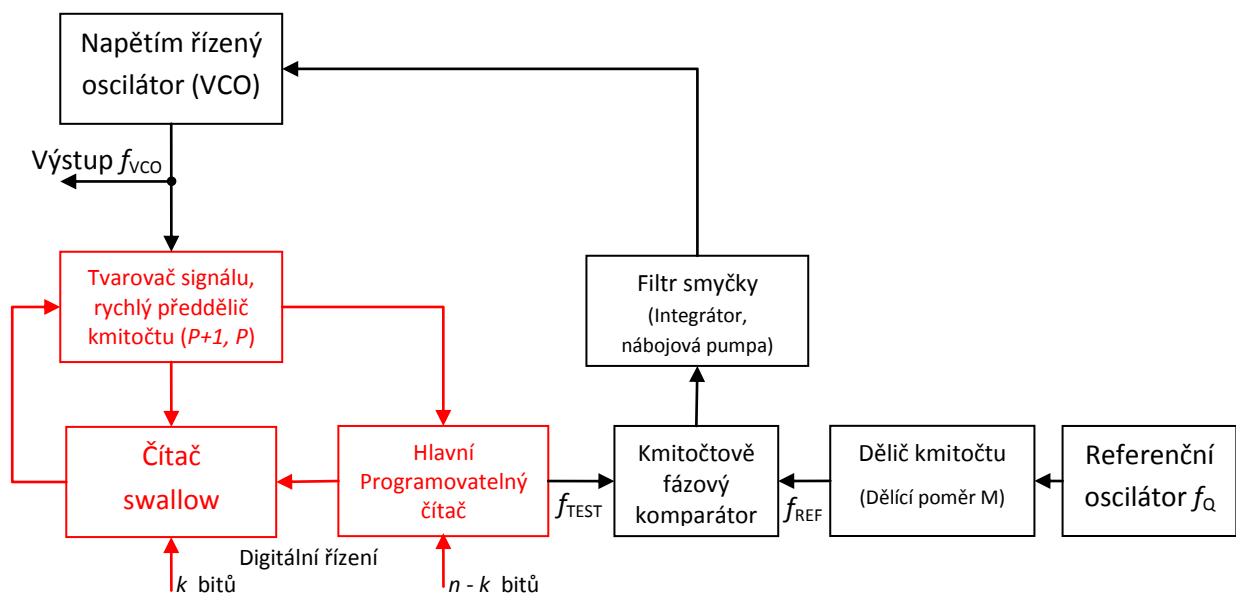 Napětím řízený
oscilátor (VCO)
Výstup fVCO
Tvarovač signálu,
rychlý předdělič
kmitočtu (P+1, P)
Filtr smyčky
(Integrátor,
nábojová pumpa)
Čítač
swallow
Hlavní
Programovatelný
čítač
fTEST
Kmitočtově
fázový
komparátor
fREF
Dělič kmitočtu
(Dělící poměr M)
Referenční
oscilátor fQ
Digitální řízení
k bitů
n - k bitů